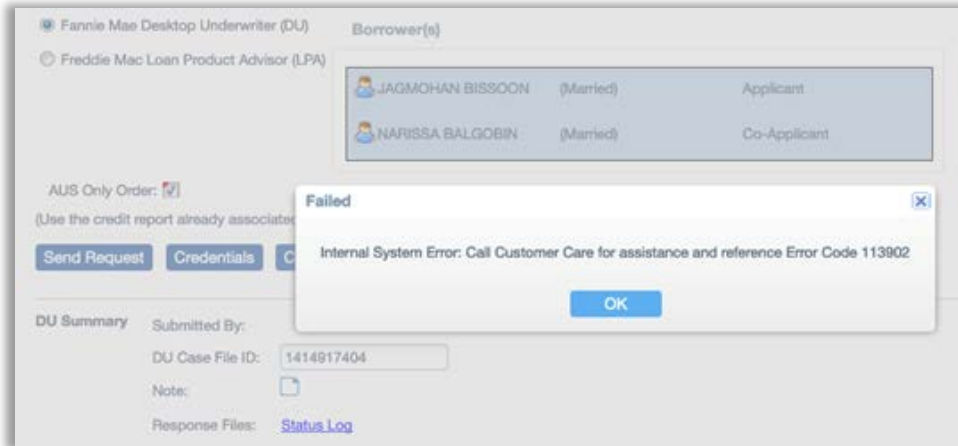 Fannie Mae Desktop Underwriter (DU)
Freddie Mac Loan Product Advisor (LPA)
Borrower(s)
JAGMOHAN BISSOON (Married) Applicant
NARISSA BALGOBIN (Married) Co-Applicant
AUS Only Order:
(Use the credit report already associated
Send Request Credentials C
Failed
Internal System Error: Call Customer Care for assistance and reference Error Code 113902
OK
DU Summary Submitted By:
DU Case File ID: 1414917404
Note:
Response Files: Status Log